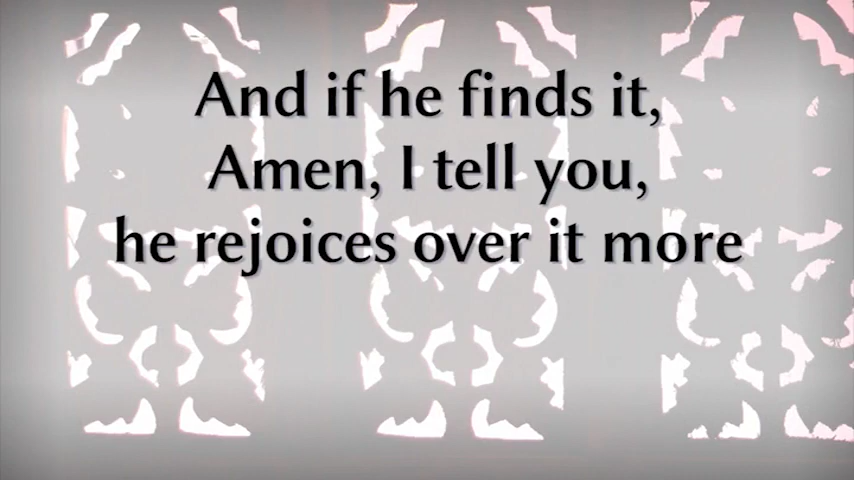 And if he finds it,
Amen, I tell you,
he rejoices over it more